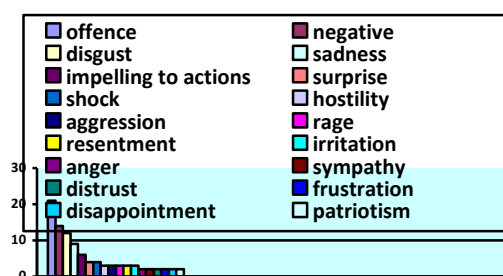 offence negative
disgust sadness
impelling to actions surprise
shock hostility
aggression rage
resentment irritation
anger sympathy
distrust frustration
disappointment patriotism
30
20
10
0